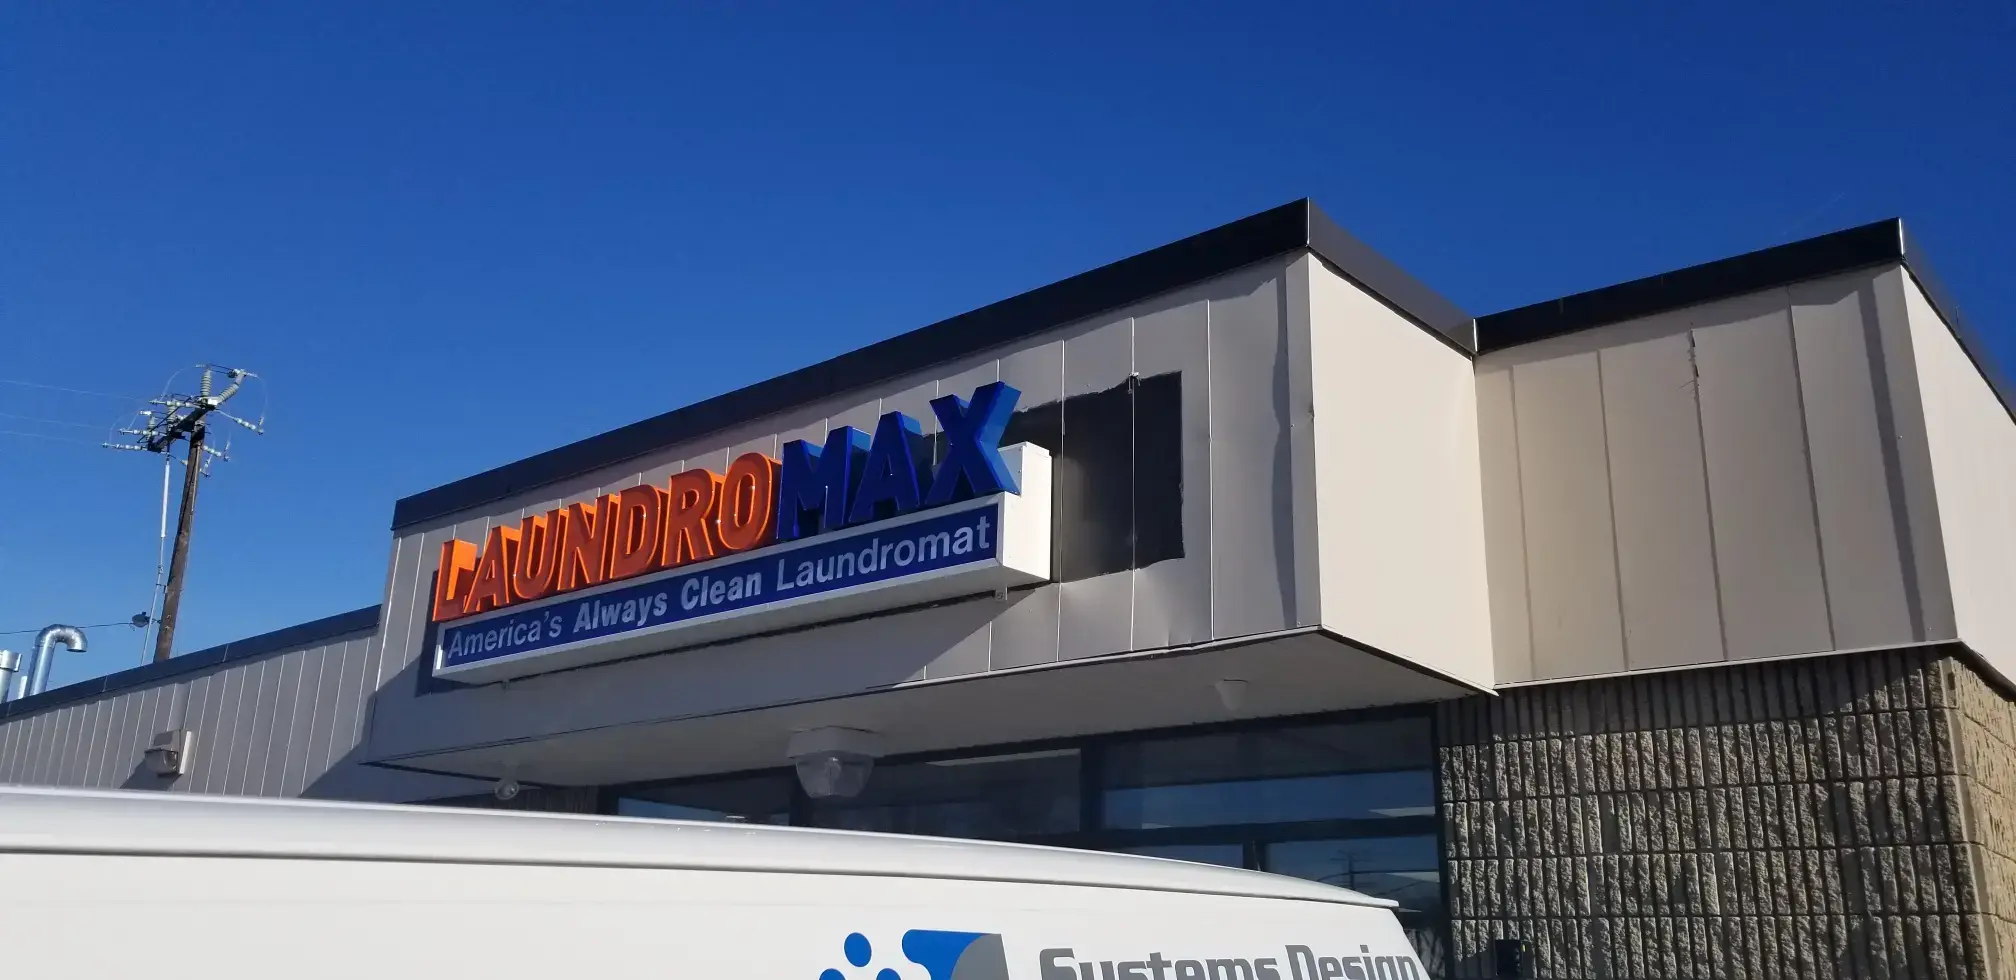 LAUNDROMAX
America's Always Clean Laundromat
Systems Design